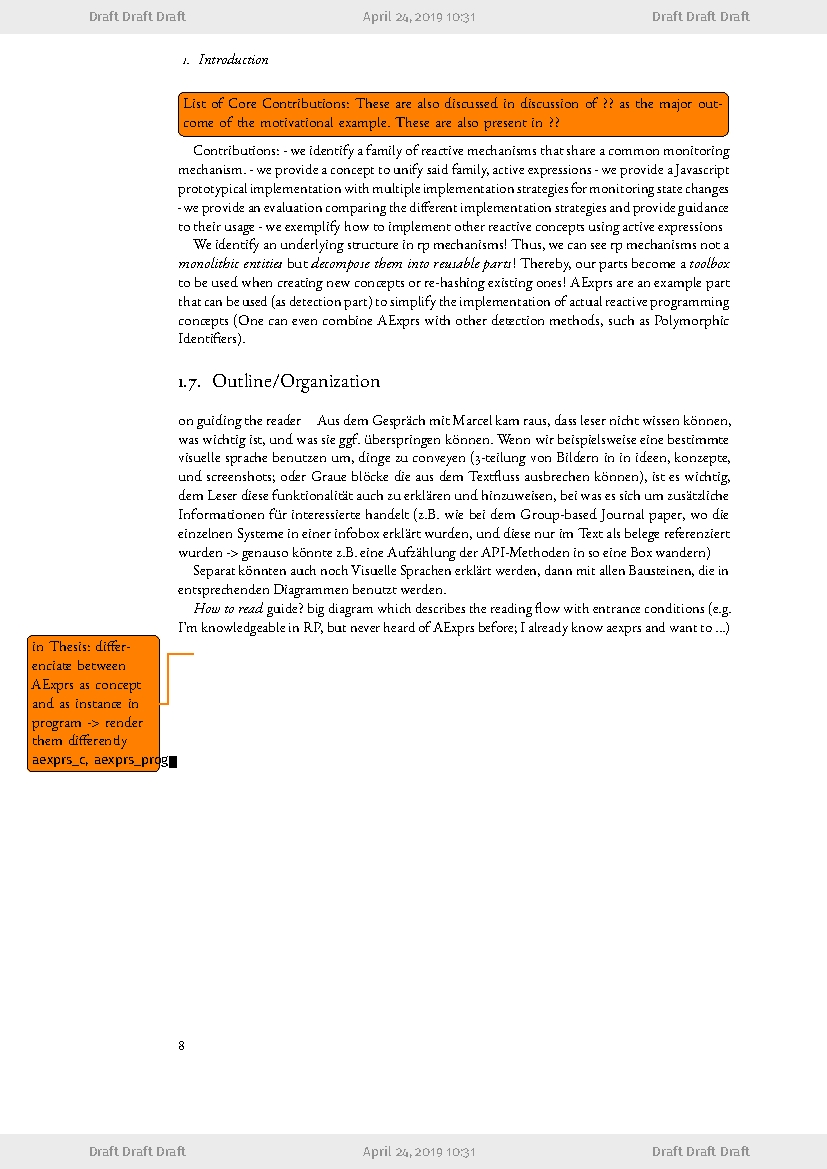 Draft Draft Draft April 24, 2019 10:31 Draft Draft Draft
1. Introduction
List of Core Contributions: These are also discussed in discussion of ?? as the major out-
come of the motivational example. These are also present in ??
Contributions: - we identify a family of reactive mechanisms that share a common monitoring
mechanism. - we provide a concept to unify said family, active expressions - we provide a Javascript
prototypical implementation with multiple implementation strategies for monitoring state changes
- we provide an evaluation comparing the different implementation strategies and provide guidance
to their usage - we exemplify how to implement other reactive concepts using active expressions
We identify an underlying structure in rp mechanisms! Thus, we can see rp mechanisms not a
monolithic entities but decompose them into reusable parts! Thereby, our parts become a toolbox
to be used when creating new concepts or re-hashing existing ones! AExprs are an example part
that can be used (as detection part) to simplify the implementation of actual reactive programming
concepts (One can even combine AExprs with other detection methods, such as Polymorphic
Identifiers).
1.7. Outline/Organization
on guiding the reader Aus dem Gespräch mit Marcel kam raus, dass leser nicht wissen können,
was wichtig ist, und was sie ggf. überspringen können. Wenn wir beispielsweise eine bestimmte
visuelle sprache benutzen um, dinge zu conveyen (3-teilung von Bildern in in ideen, konzepte,
und screenshots; oder Graue blöcke die aus dem Textfluss ausbrechen können), ist es wichtig,
dem Leser diese funktionalität auch zu erklären und hinzuweisen, bei was es sich um zusätzliche
Informationen für interessierte handelt (z.B. wie bei dem Group-based Journal paper, wo die
einzelnen Systeme in einer infobox erklärt wurden, und diese nur im Text als belege referenziert
wurden -> genauso könnte z.B. eine Aufzählung der API-Methoden in so eine Box wandern)
Separat könnten auch noch Visuelle Sprachen erklärt werden, dann mit allen Bausteinen, die in
entsprechenden Diagrammen benutzt werden.
How to read guide? big diagram which describes the reading flow with entrance conditions (e.g.
I'm knowledgeable in RP, but never heard of AExprs before; I already know aexprs and want to ...)
in Thesis: differ-
enciate between
AExprs as concept
and as instance in
program -> render
them differently
aexprs_c, aexprs_prog
8
Draft Draft Draft April 24, 2019 10:31 Draft Draft Draft